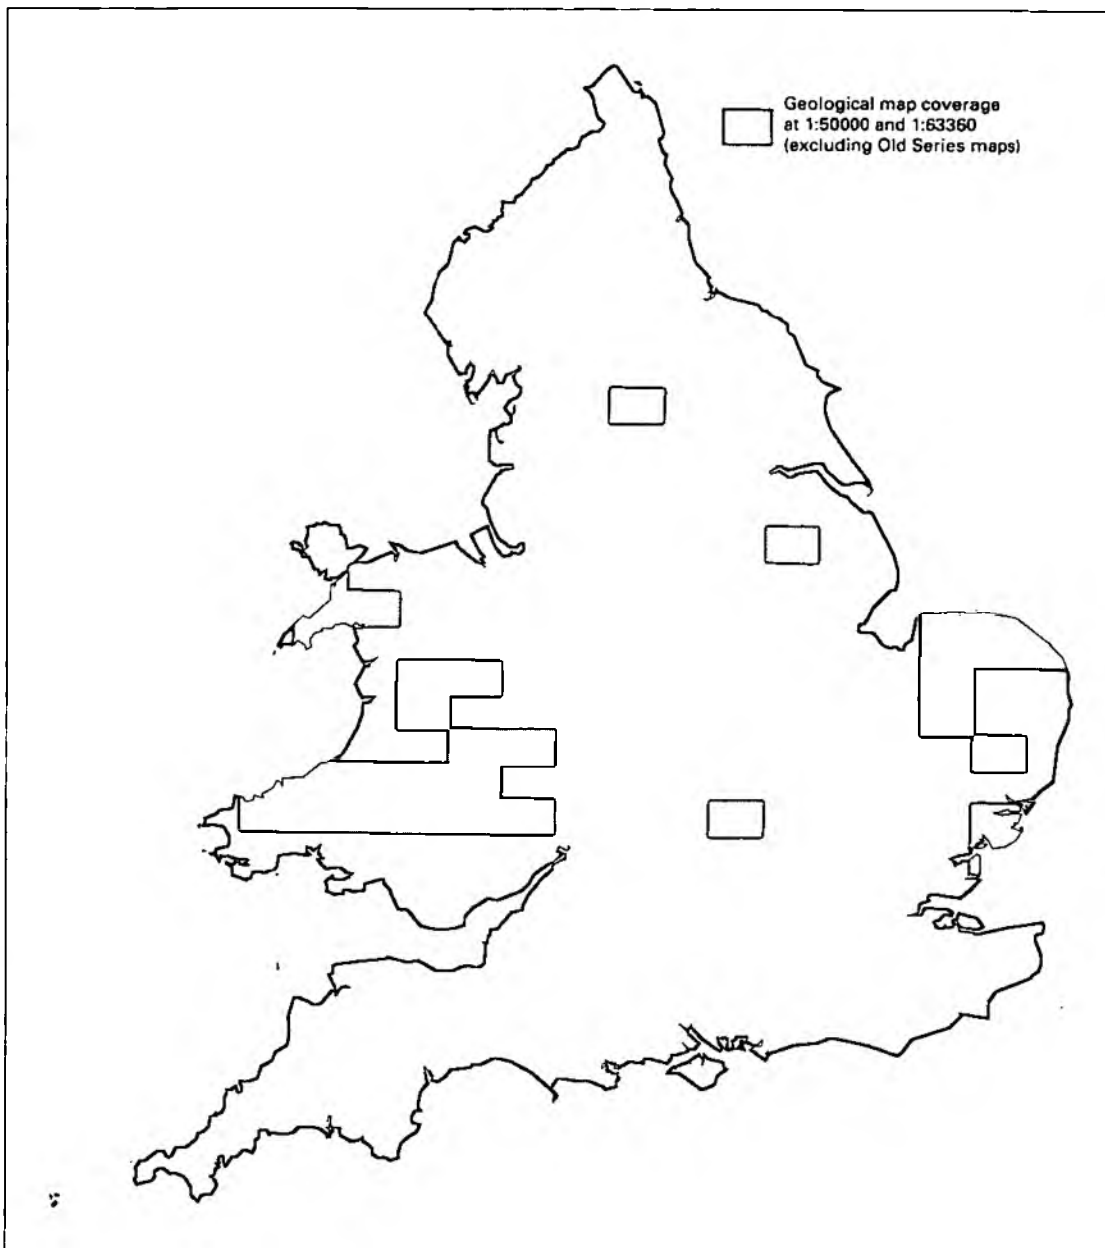 Geological map coverage
at 1:50000 and 1:63360
(excluding Old Series maps)